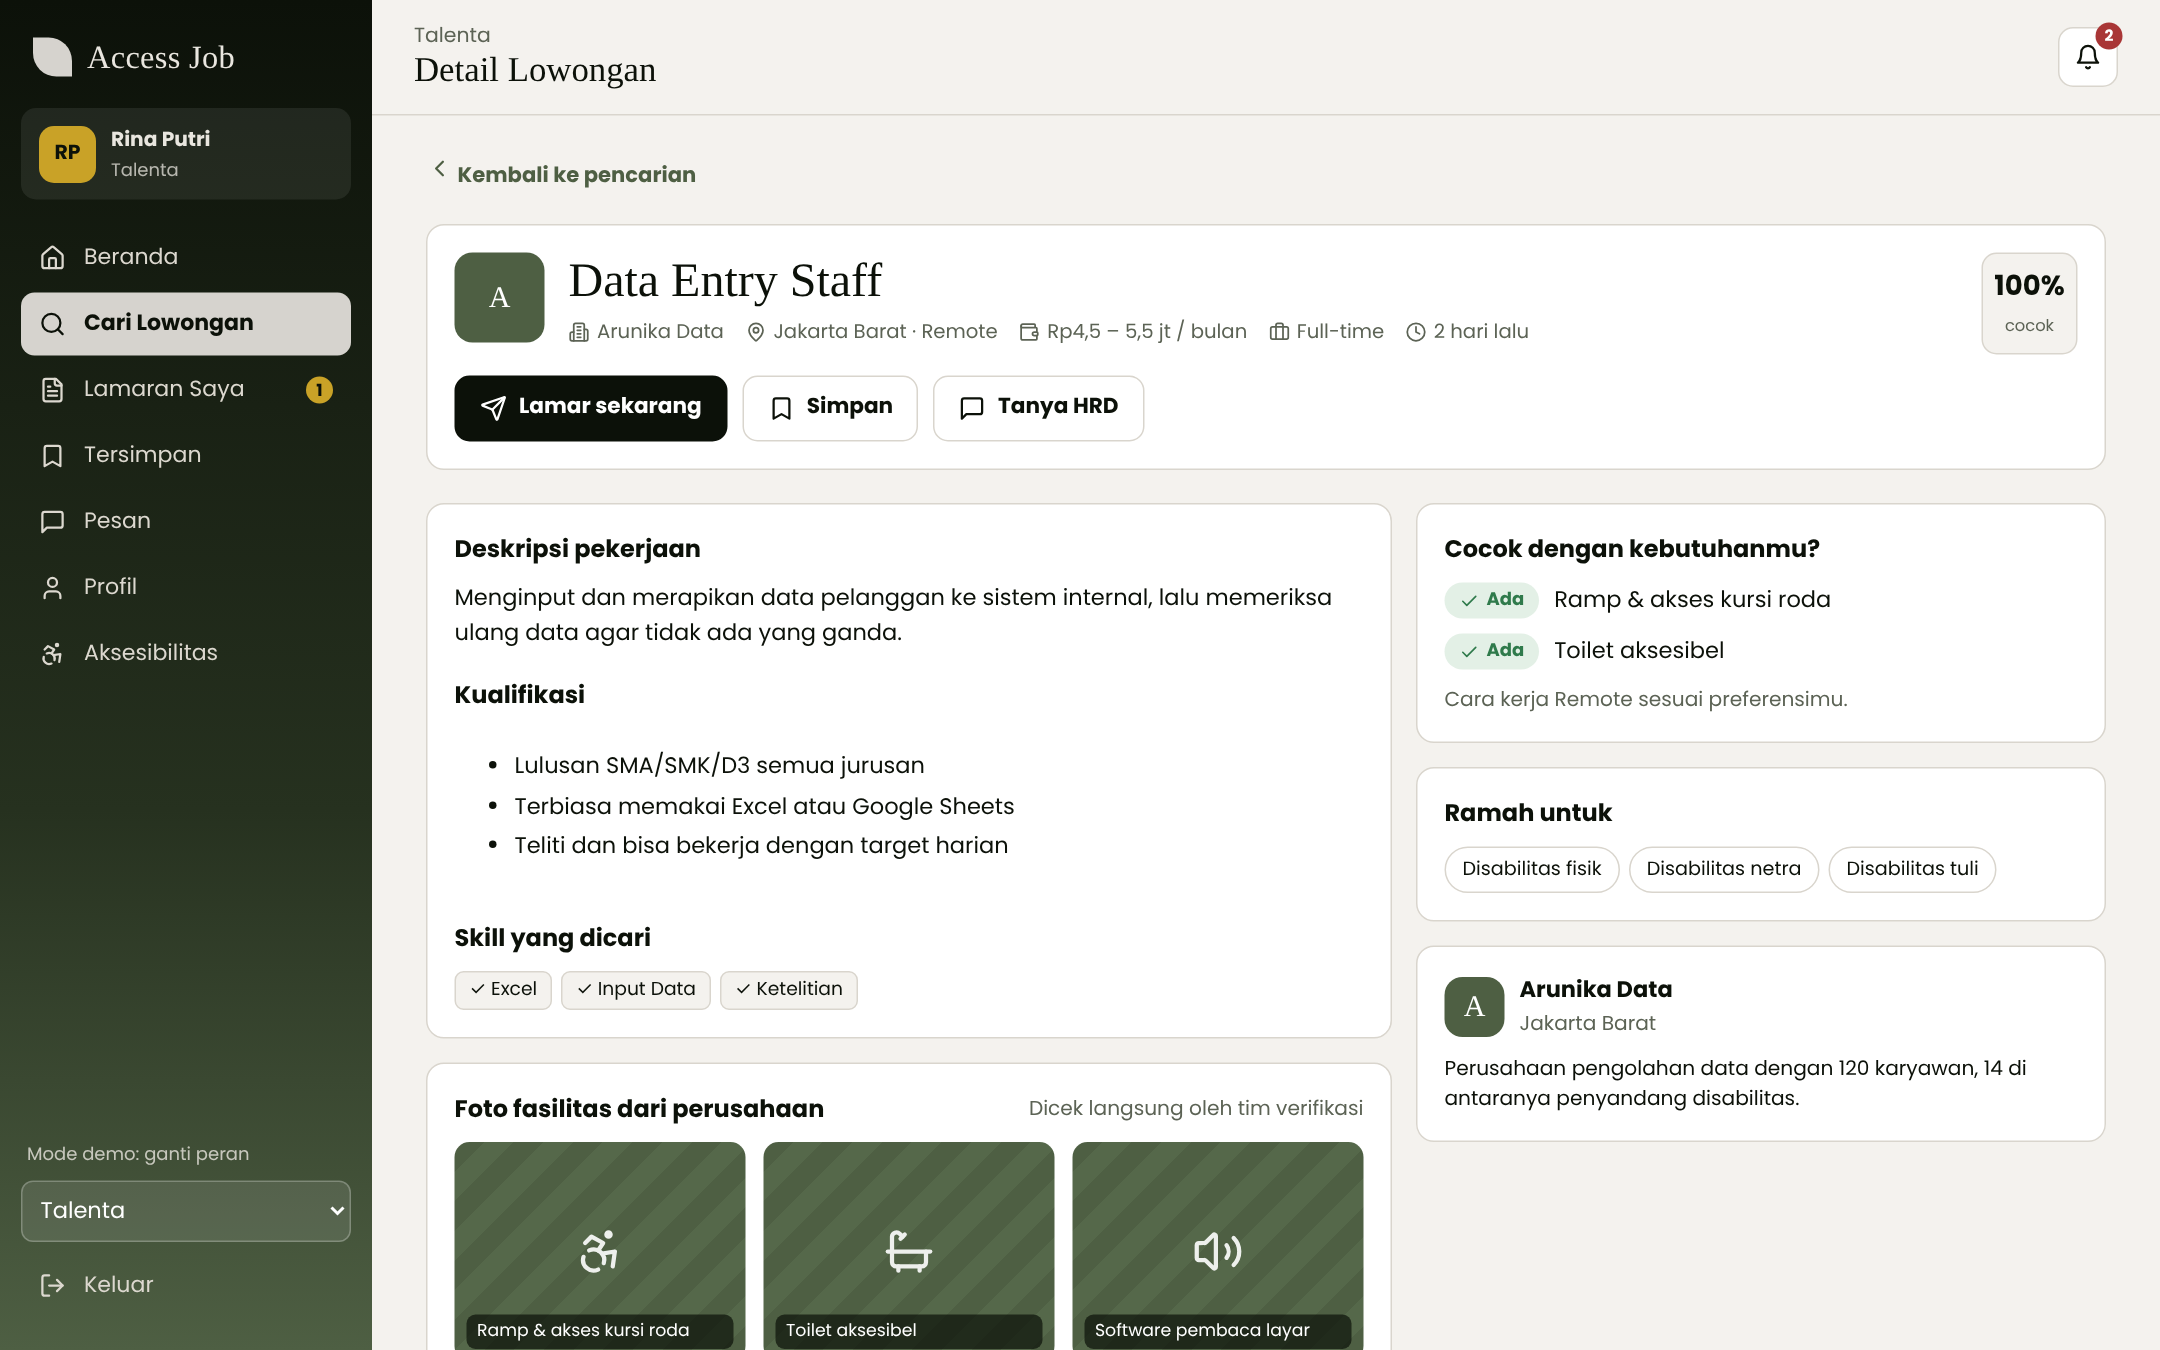 Access Job
RP
Rina Putri
Talenta
Beranda
Cari Lowongan
Lamaran Saya
1
Tersimpan
Pesan
Profil
Aksesibilitas
Mode demo: ganti peran
Talenta
Keluar
Talenta
Detail Lowongan
2
Kembali ke pencarian
A
Data Entry Staff
Arunika Data
Jakarta Barat · Remote
Rp4,5 – 5,5 jt / bulan
Full-time
2 hari lalu
100%
cocok
Lamar sekarang
Simpan
Tanya HRD
Deskripsi pekerjaan
Menginput dan merapikan data pelanggan ke sistem internal, lalu memeriksa
ulang data agar tidak ada yang ganda.
Kualifikasi
• Lulusan SMA/SMK/D3 semua jurusan
• Terbiasa memakai Excel atau Google Sheets
• Teliti dan bisa bekerja dengan target harian
Skill yang dicari
Excel
Input Data
Ketelitian
Foto fasilitas dari perusahaan
Dicek langsung oleh tim verifikasi
Ramp & akses kursi roda
Toilet aksesibel
Software pembaca layar
Cocok dengan kebutuhanmu?
Ada
Ramp & akses kursi roda
Ada
Toilet aksesibel
Cara kerja Remote sesuai preferensimu.
Ramah untuk
Disabilitas fisik
Disabilitas netra
Disabilitas tuli
A
Arunika Data
Jakarta Barat
Perusahaan pengolahan data dengan 120 karyawan, 14 di
antaranya penyandang disabilitas.